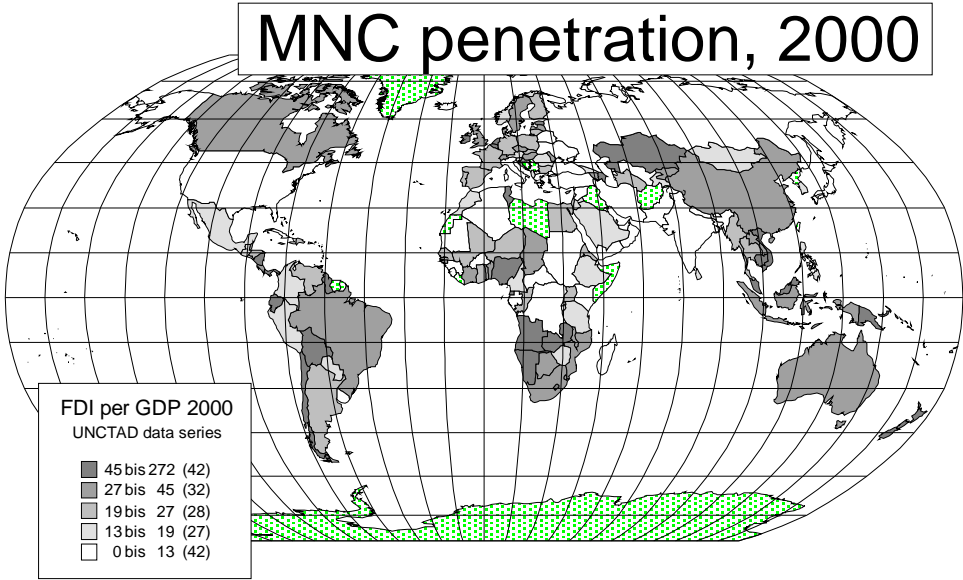 MNC penetration, 2000
FDI per GDP 2000
UNCTAD data series
45 bis 272 (42)
27 bis 45 (32)
19 bis 27 (28)
13 bis 19 (27)
0 bis 13 (42)